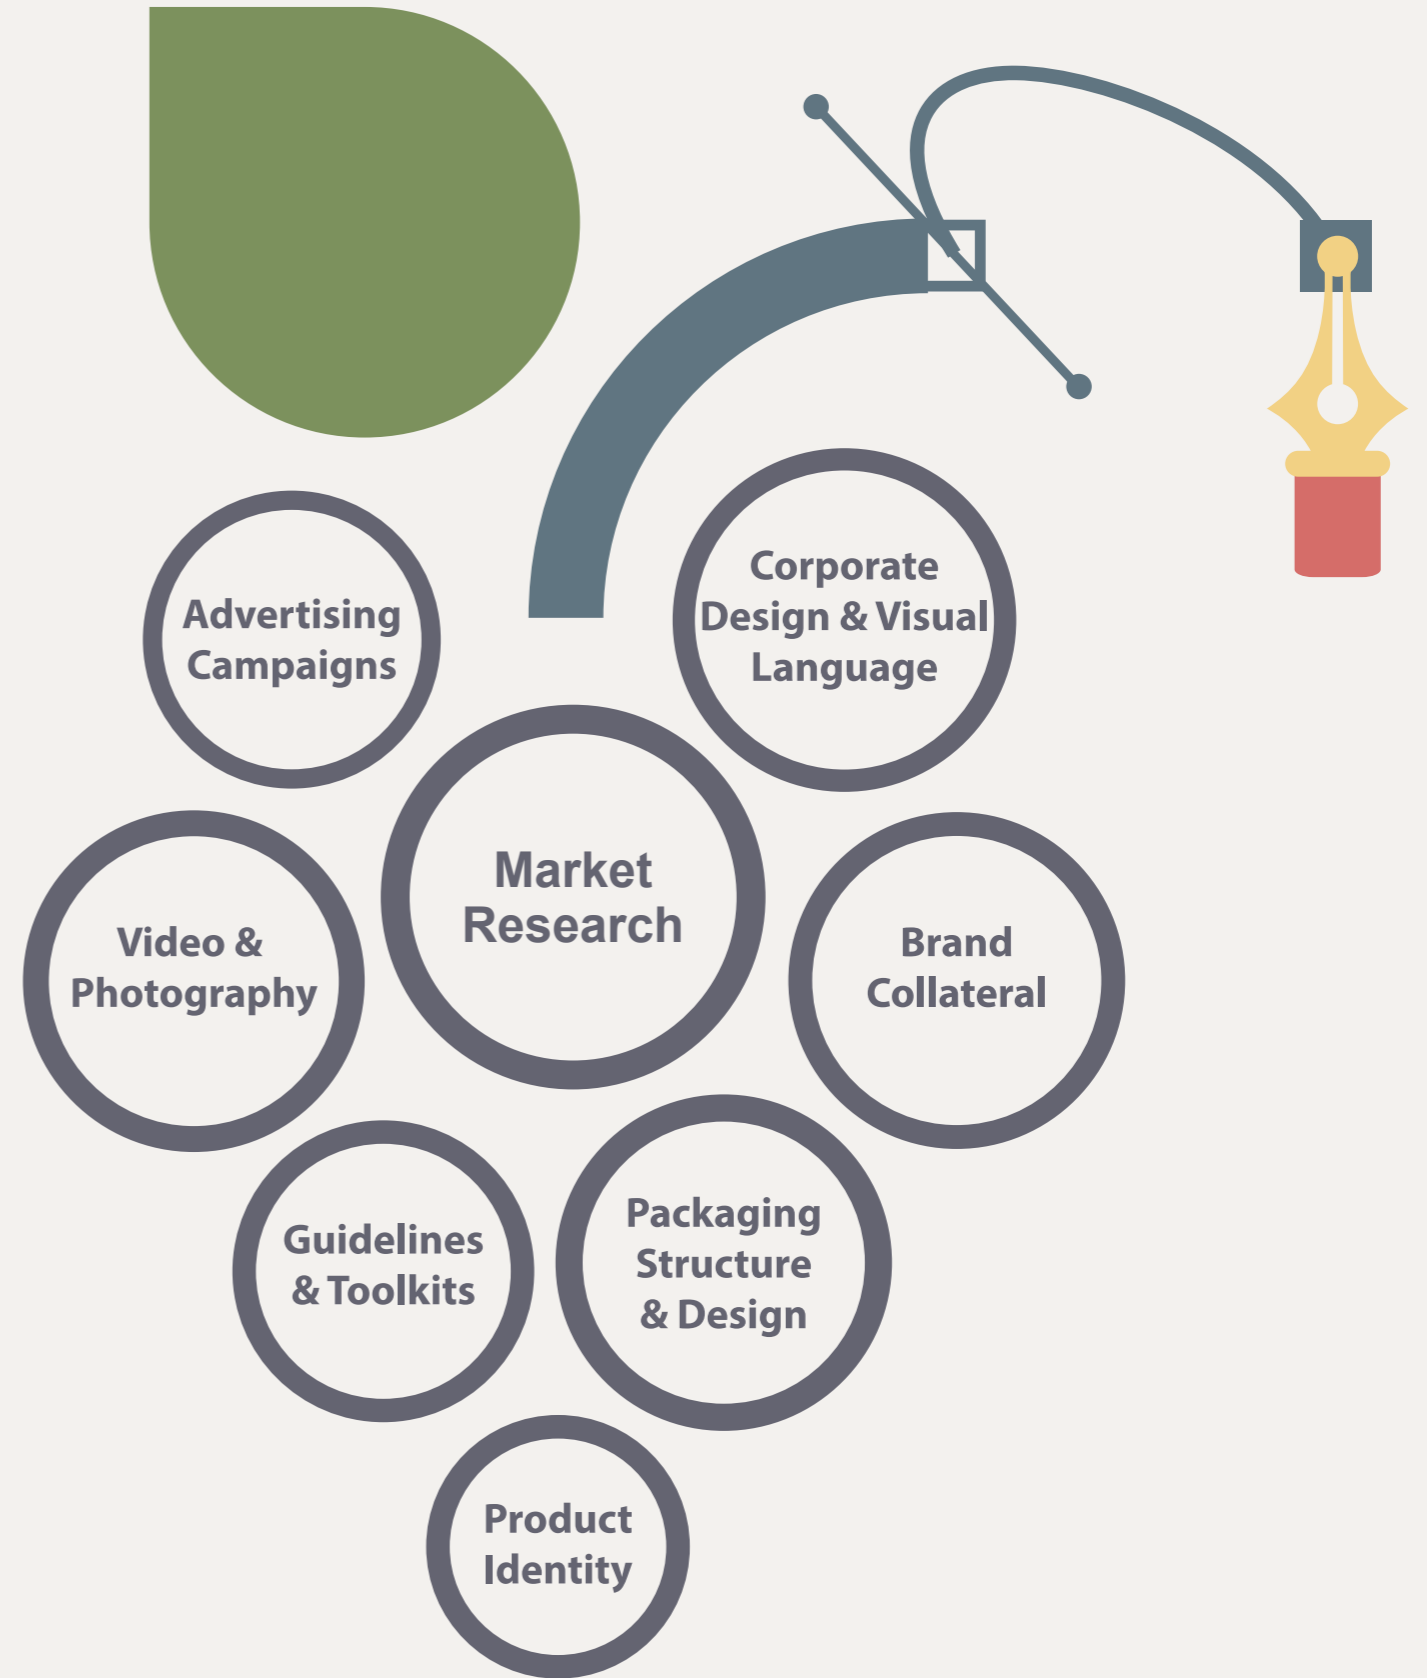 Advertising
Campaigns
Corporate
Design & Visual
Language
Market
Research
Video &
Photography
Brand
Collateral
Guidelines
& Toolkits
Packaging
Structure
& Design
Product
Identity